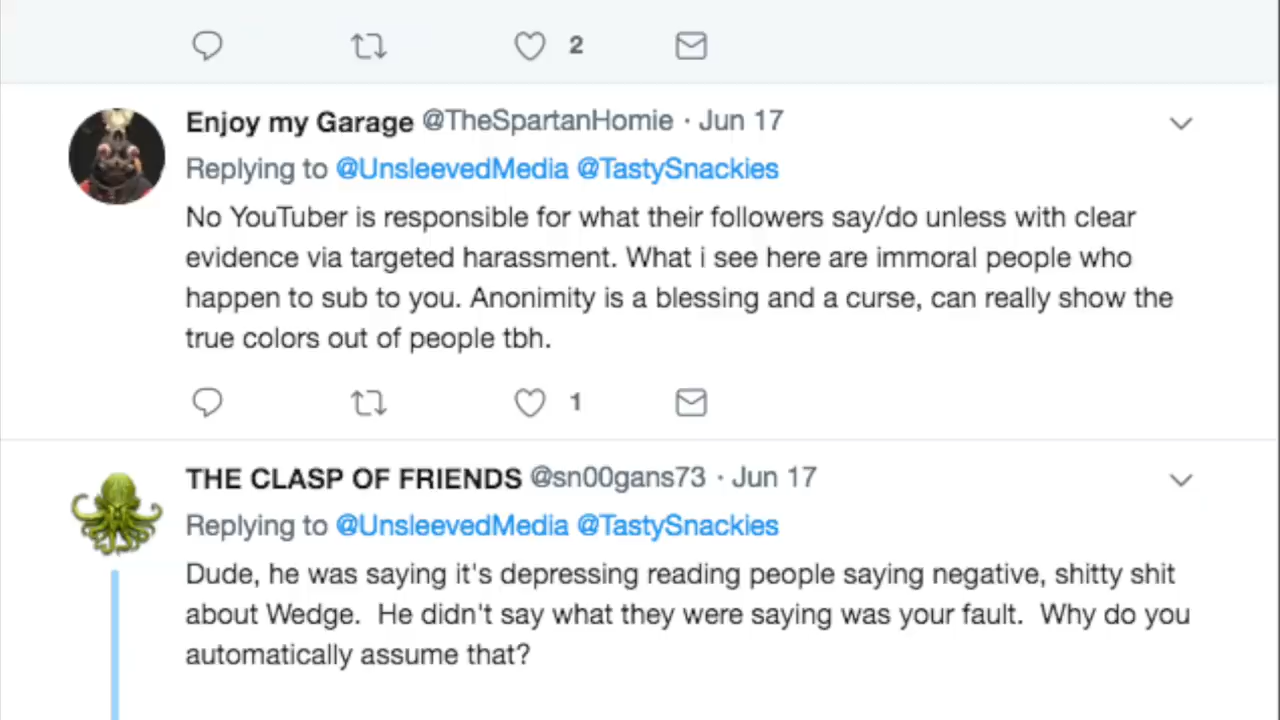 2
Enjoy my Garage @TheSpartanHomie · Jun 17
Replying to @UnsleevedMedia @TastySnackies
No YouTuber is responsible for what their followers say/do unless with clear
evidence via targeted harassment. What i see here are immoral people who
happen to sub to you. Anonimity is a blessing and a curse, can really show the
true colors out of people tbh.
1
THE CLASP OF FRIENDS @sn00gans73 · Jun 17
Replying to @UnsleevedMedia @TastySnackies
Dude, he was saying it's depressing reading people saying negative, shitty shit
about Wedge.  He didn't say what they were saying was your fault.  Why do you
automatically assume that?